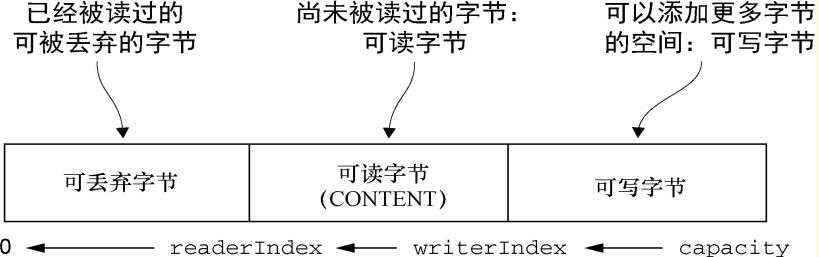 已经被读过的
可被丢弃的字节
尚未被读过的字节：
可读字节
可以添加更多字节
的空间：可写字节
可丢弃字节
可读字节
(CONTENT)
可写字节
0 readerIndex writerIndex capacity